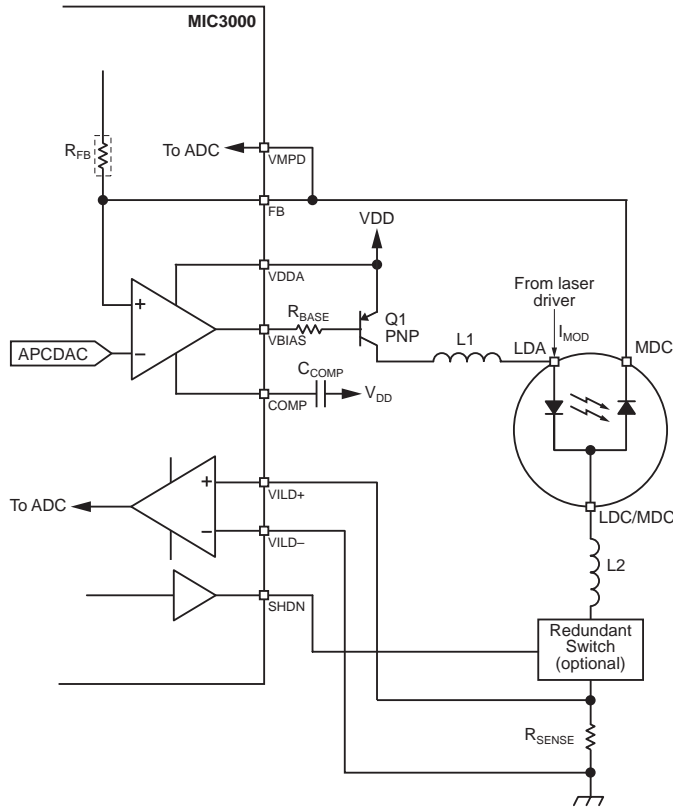 MIC3000
RFB
To ADC
VMPD
FB
VDD
VDDA
From laser
driver
RBASE
Q1
PNP
IMOD
L1
LDA
MDC
+
−
APCDAC
VBIAS
CCOMP
VDD
COMP
+
To ADC
VILD+
−
VILD–
LDC/MDC
L2
SHDN
Redundant
Switch
(optional)
RSENSE